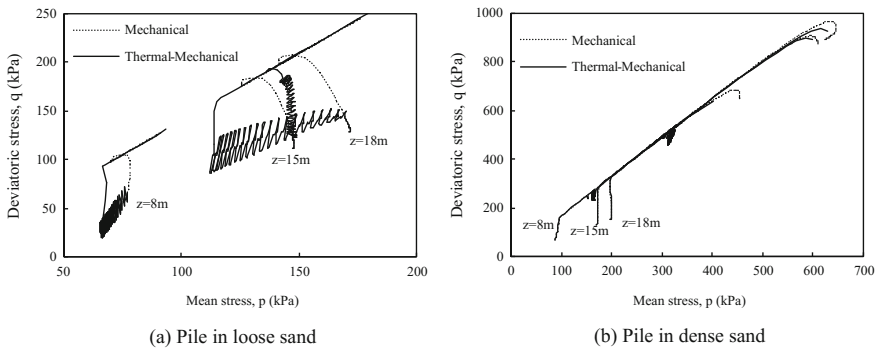 250
200
150
100
50
0
50
100
150
200
Deviatoric stress, q (kPa)
Mean stress, p (kPa)
Mechanical
Thermal-Mechanical
z=8m
z=15m
z=18m
(a) Pile in loose sand
1000
800
600
400
200
0
0
100
200
300
400
500
600
700
Deviatoric stress, q (kPa)
Mean stress, p (kPa)
Mechanical
Thermal-Mechanical
z=8m
z=15m
z=18m
(b) Pile in dense sand